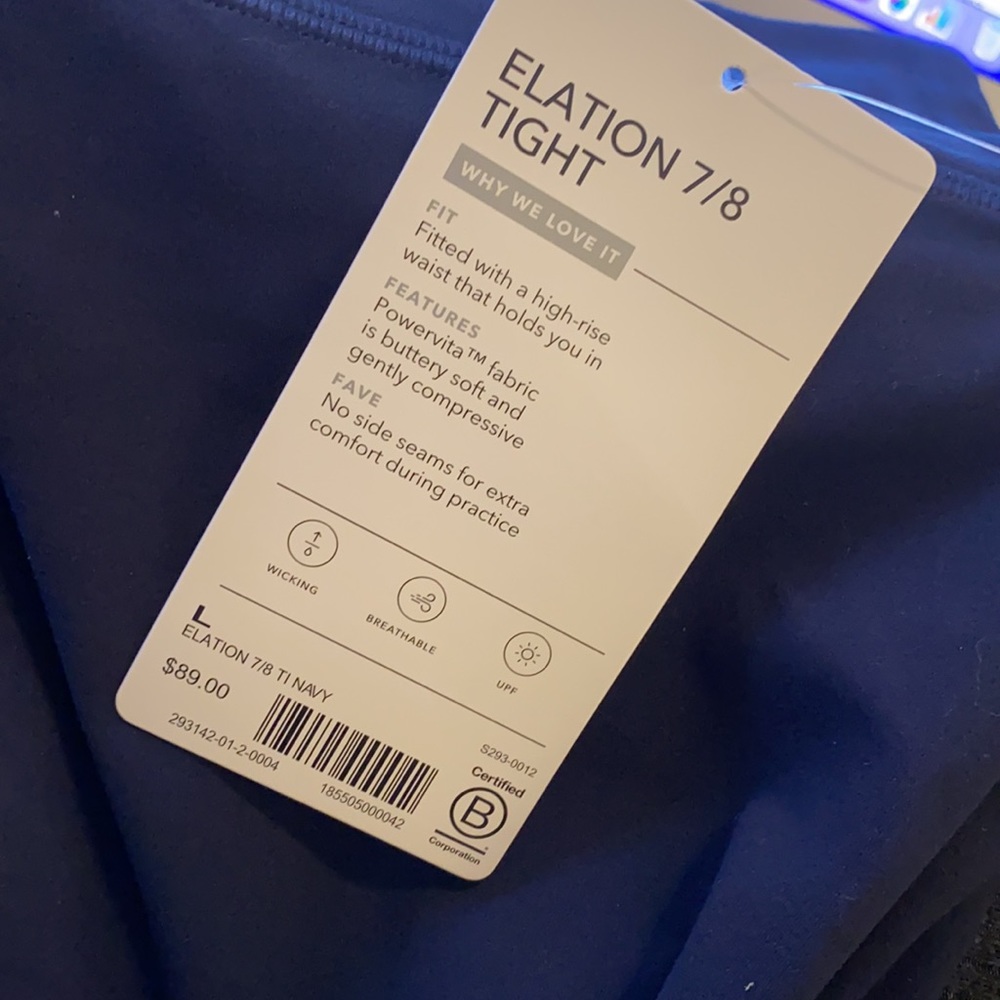 ELATION 7/8
TIGHT
WHY WE LOVE IT
FIT
Fitted with a high-rise
waist that holds you in
FEATURES
Powervita™ fabric
is buttery soft and
gently compressive
FAVE
No side seams for extra
comfort during practice
WICKING
BREATHABLE
UPF
L
ELATION 7/8 TI NAVY
$89.00
293142-01-2-0004
185505000042
S293-0012
Certified
B
Corporation